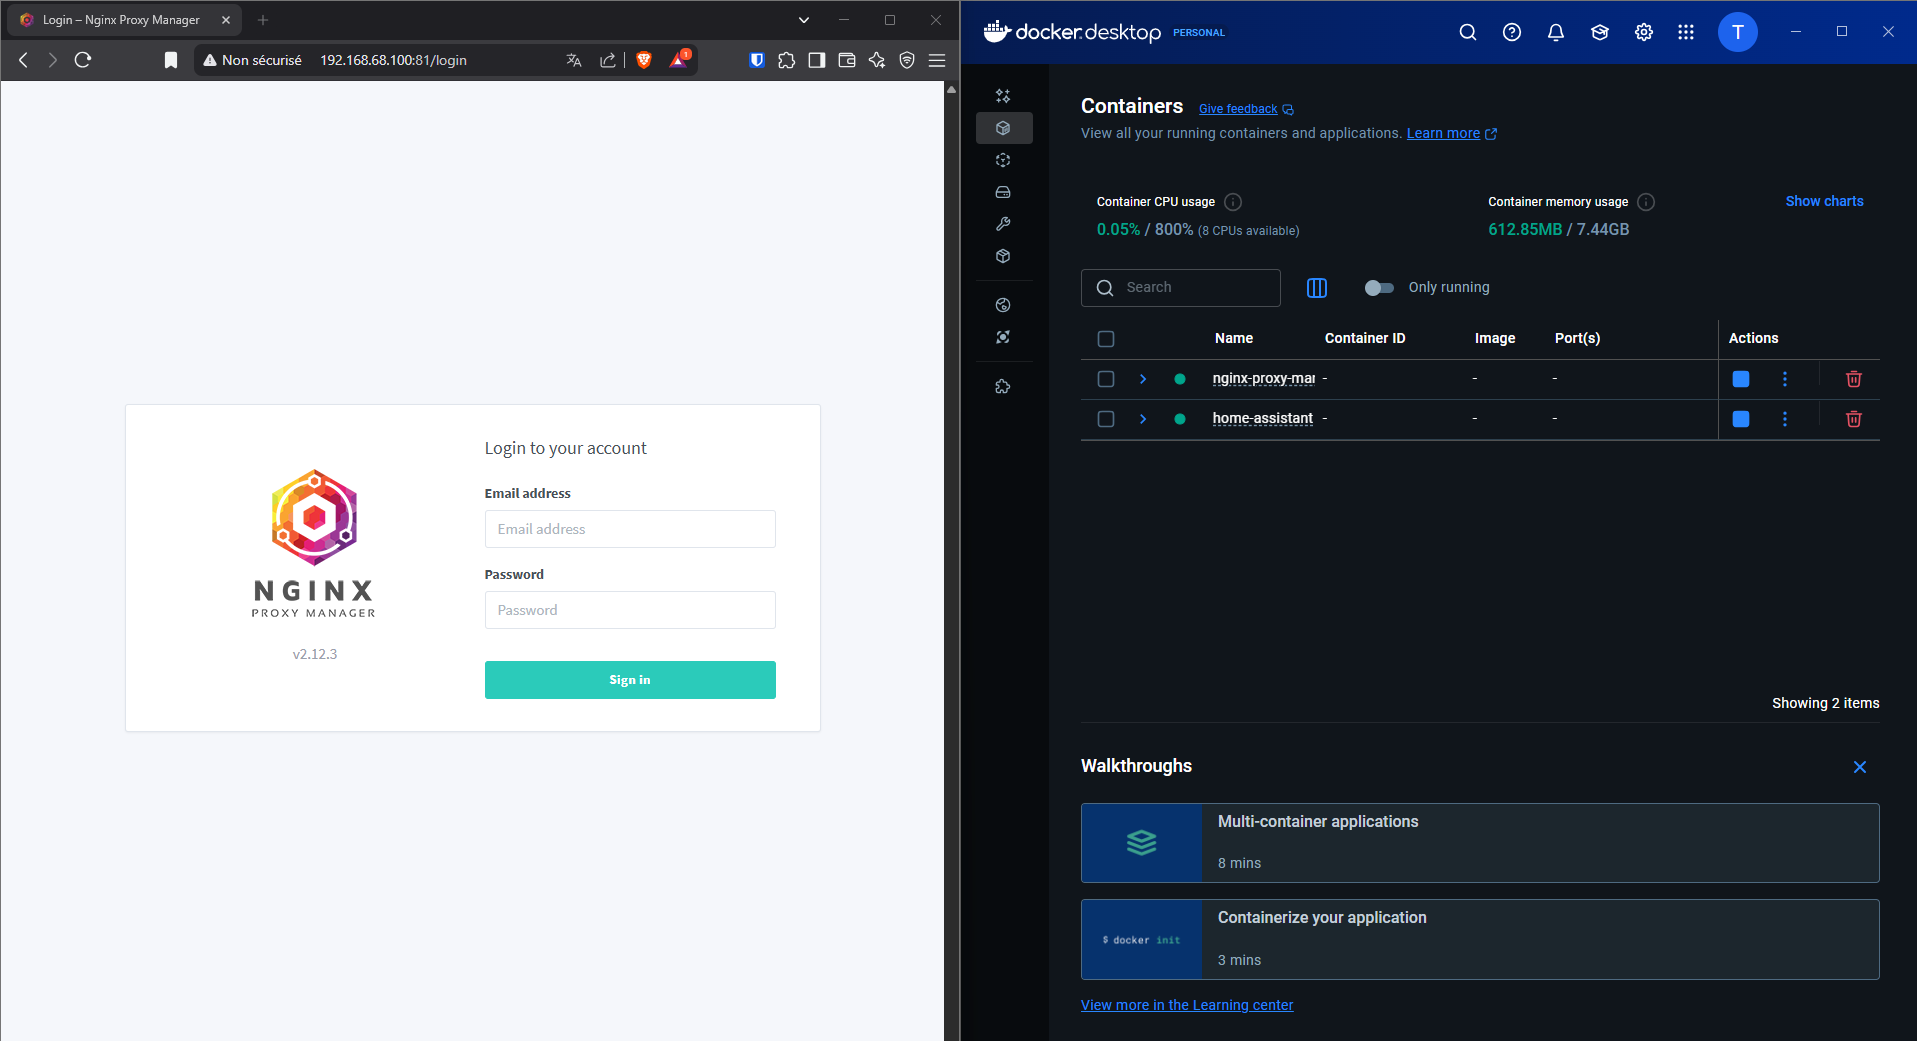 Login – Nginx Proxy Manager
Non sécurisé
192.168.68.100:81/login
1
NGINX
PROXY MANAGER
v2.12.3
Login to your account
Email address
Email address
Password
Password
Sign in
docker.desktop
PERSONAL
T
Containers
Give feedback
View all your running containers and applications. Learn more
Container CPU usage
0.05% / 800% (8 CPUs available)
Container memory usage
612.85MB / 7.44GB
Show charts
Search
Only running
Name Container ID Image Port(s) Actions
nginx-proxy-mar - - -
home-assistant - - -
Showing 2 items
Walkthroughs
Multi-container applications
8 mins
$ docker init
Containerize your application
3 mins
View more in the Learning center